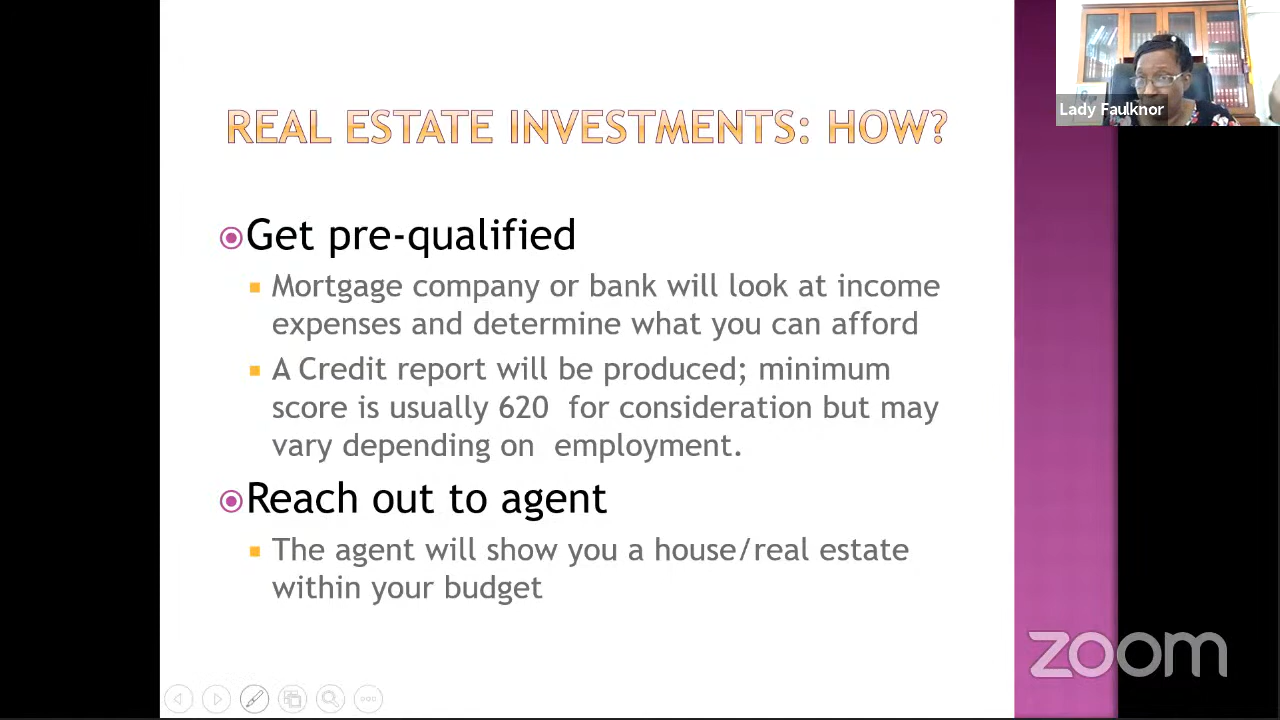 REAL ESTATE INVESTMENTS: HOW?
Get pre-qualified
Mortgage company or bank will look at income
expenses and determine what you can afford
A Credit report will be produced; minimum
score is usually 620 for consideration but may
vary depending on employment.
Reach out to agent
The agent will show you a house/real estate
within your budget
Lady Faulknor
zoom